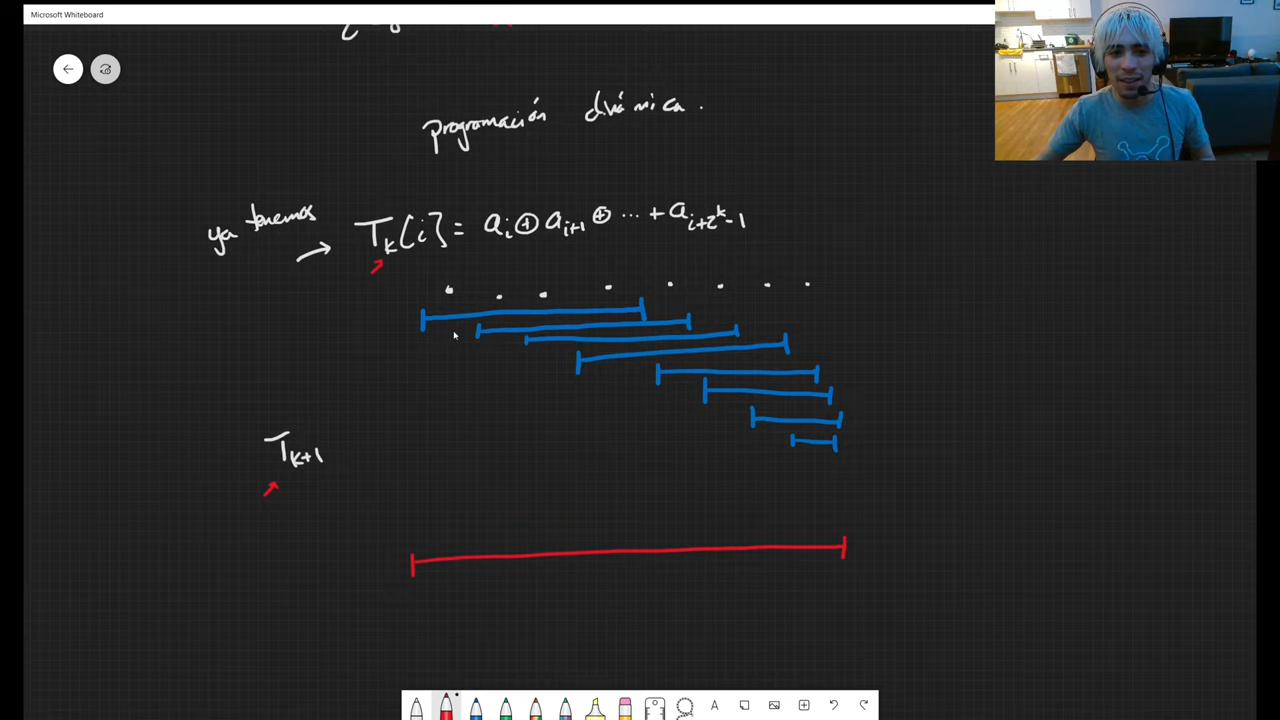 Microsoft Whiteboard
programación dinámica.
ya tenemos → T_k[i] = a_i ⊕ a_{i+1} ⊕ ... + a_{i+2^k-1}
T_{k+1}